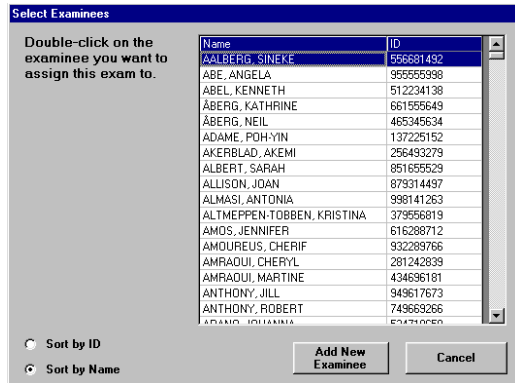 Select Examinees
Double-click on the
examinee you want to
assign this exam to.
Name ID
AALBERG, SINEKE 556681492
ABE, ANGELA 955555998
ABEL, KENNETH 512234138
ÅBERG, KATHRINE 661555649
ÅBERG, NEIL 465345634
ADAME, POH-YIN 137225152
AKERBLAD, AKEMI 256493279
ALBERT, SARAH 851655529
ALLISON, JOAN 879314497
ALMASI, ANTONIA 998141263
ALTMEPPEN-TOBBEN, KRISTINA 379556819
AMOS, JENNIFER 616288712
AMOUREUS, CHERIF 932289766
AMRAOUI, CHERYL 281242839
AMRAOUI, MARTINE 434696181
ANTHONY, JILL 949617673
ANTHONY, ROBERT 749669266
Sort by ID
Sort by Name
Add New
Examinee
Cancel